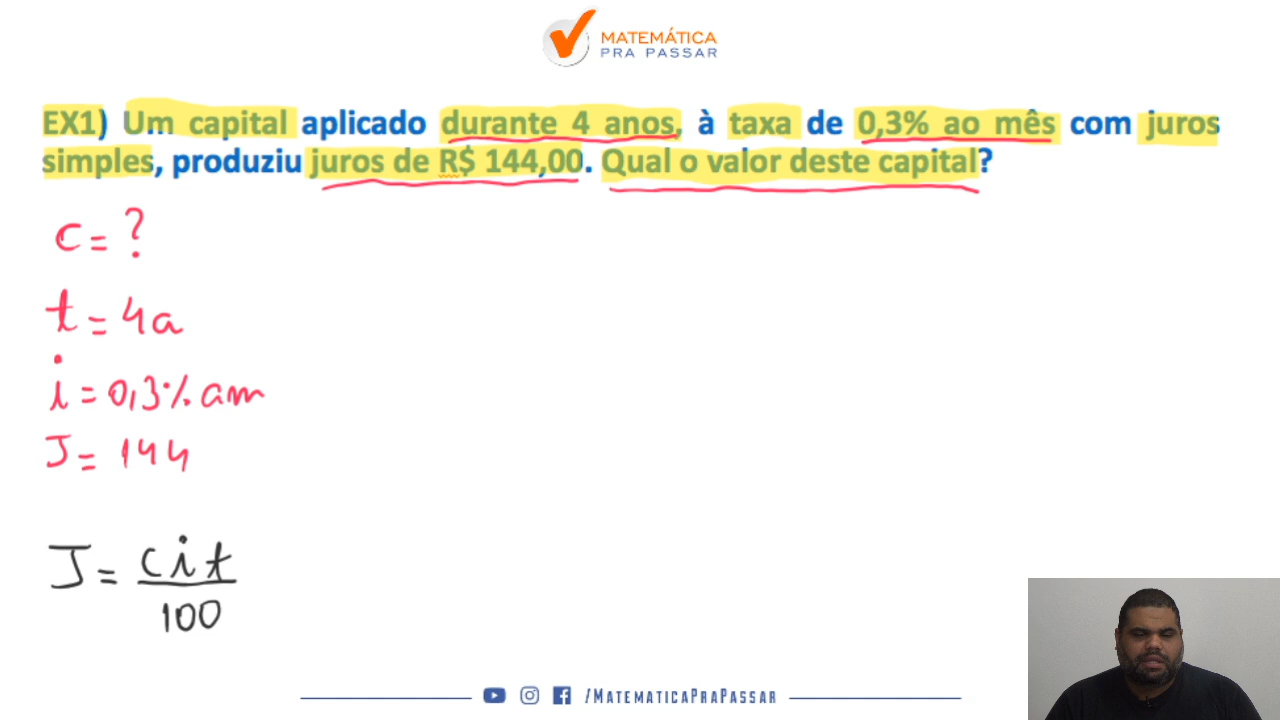 MATEMÁTICA
PRA PASSAR
EX1) Um capital aplicado durante 4 anos, à taxa de 0,3% ao mês com juros
simples, produziu juros de R$ 144,00. Qual o valor deste capital?
C = ?
t = 4a
i = 0,3% am
J = 144
J = cit
100
/MATEMATICAPRAPASSAR